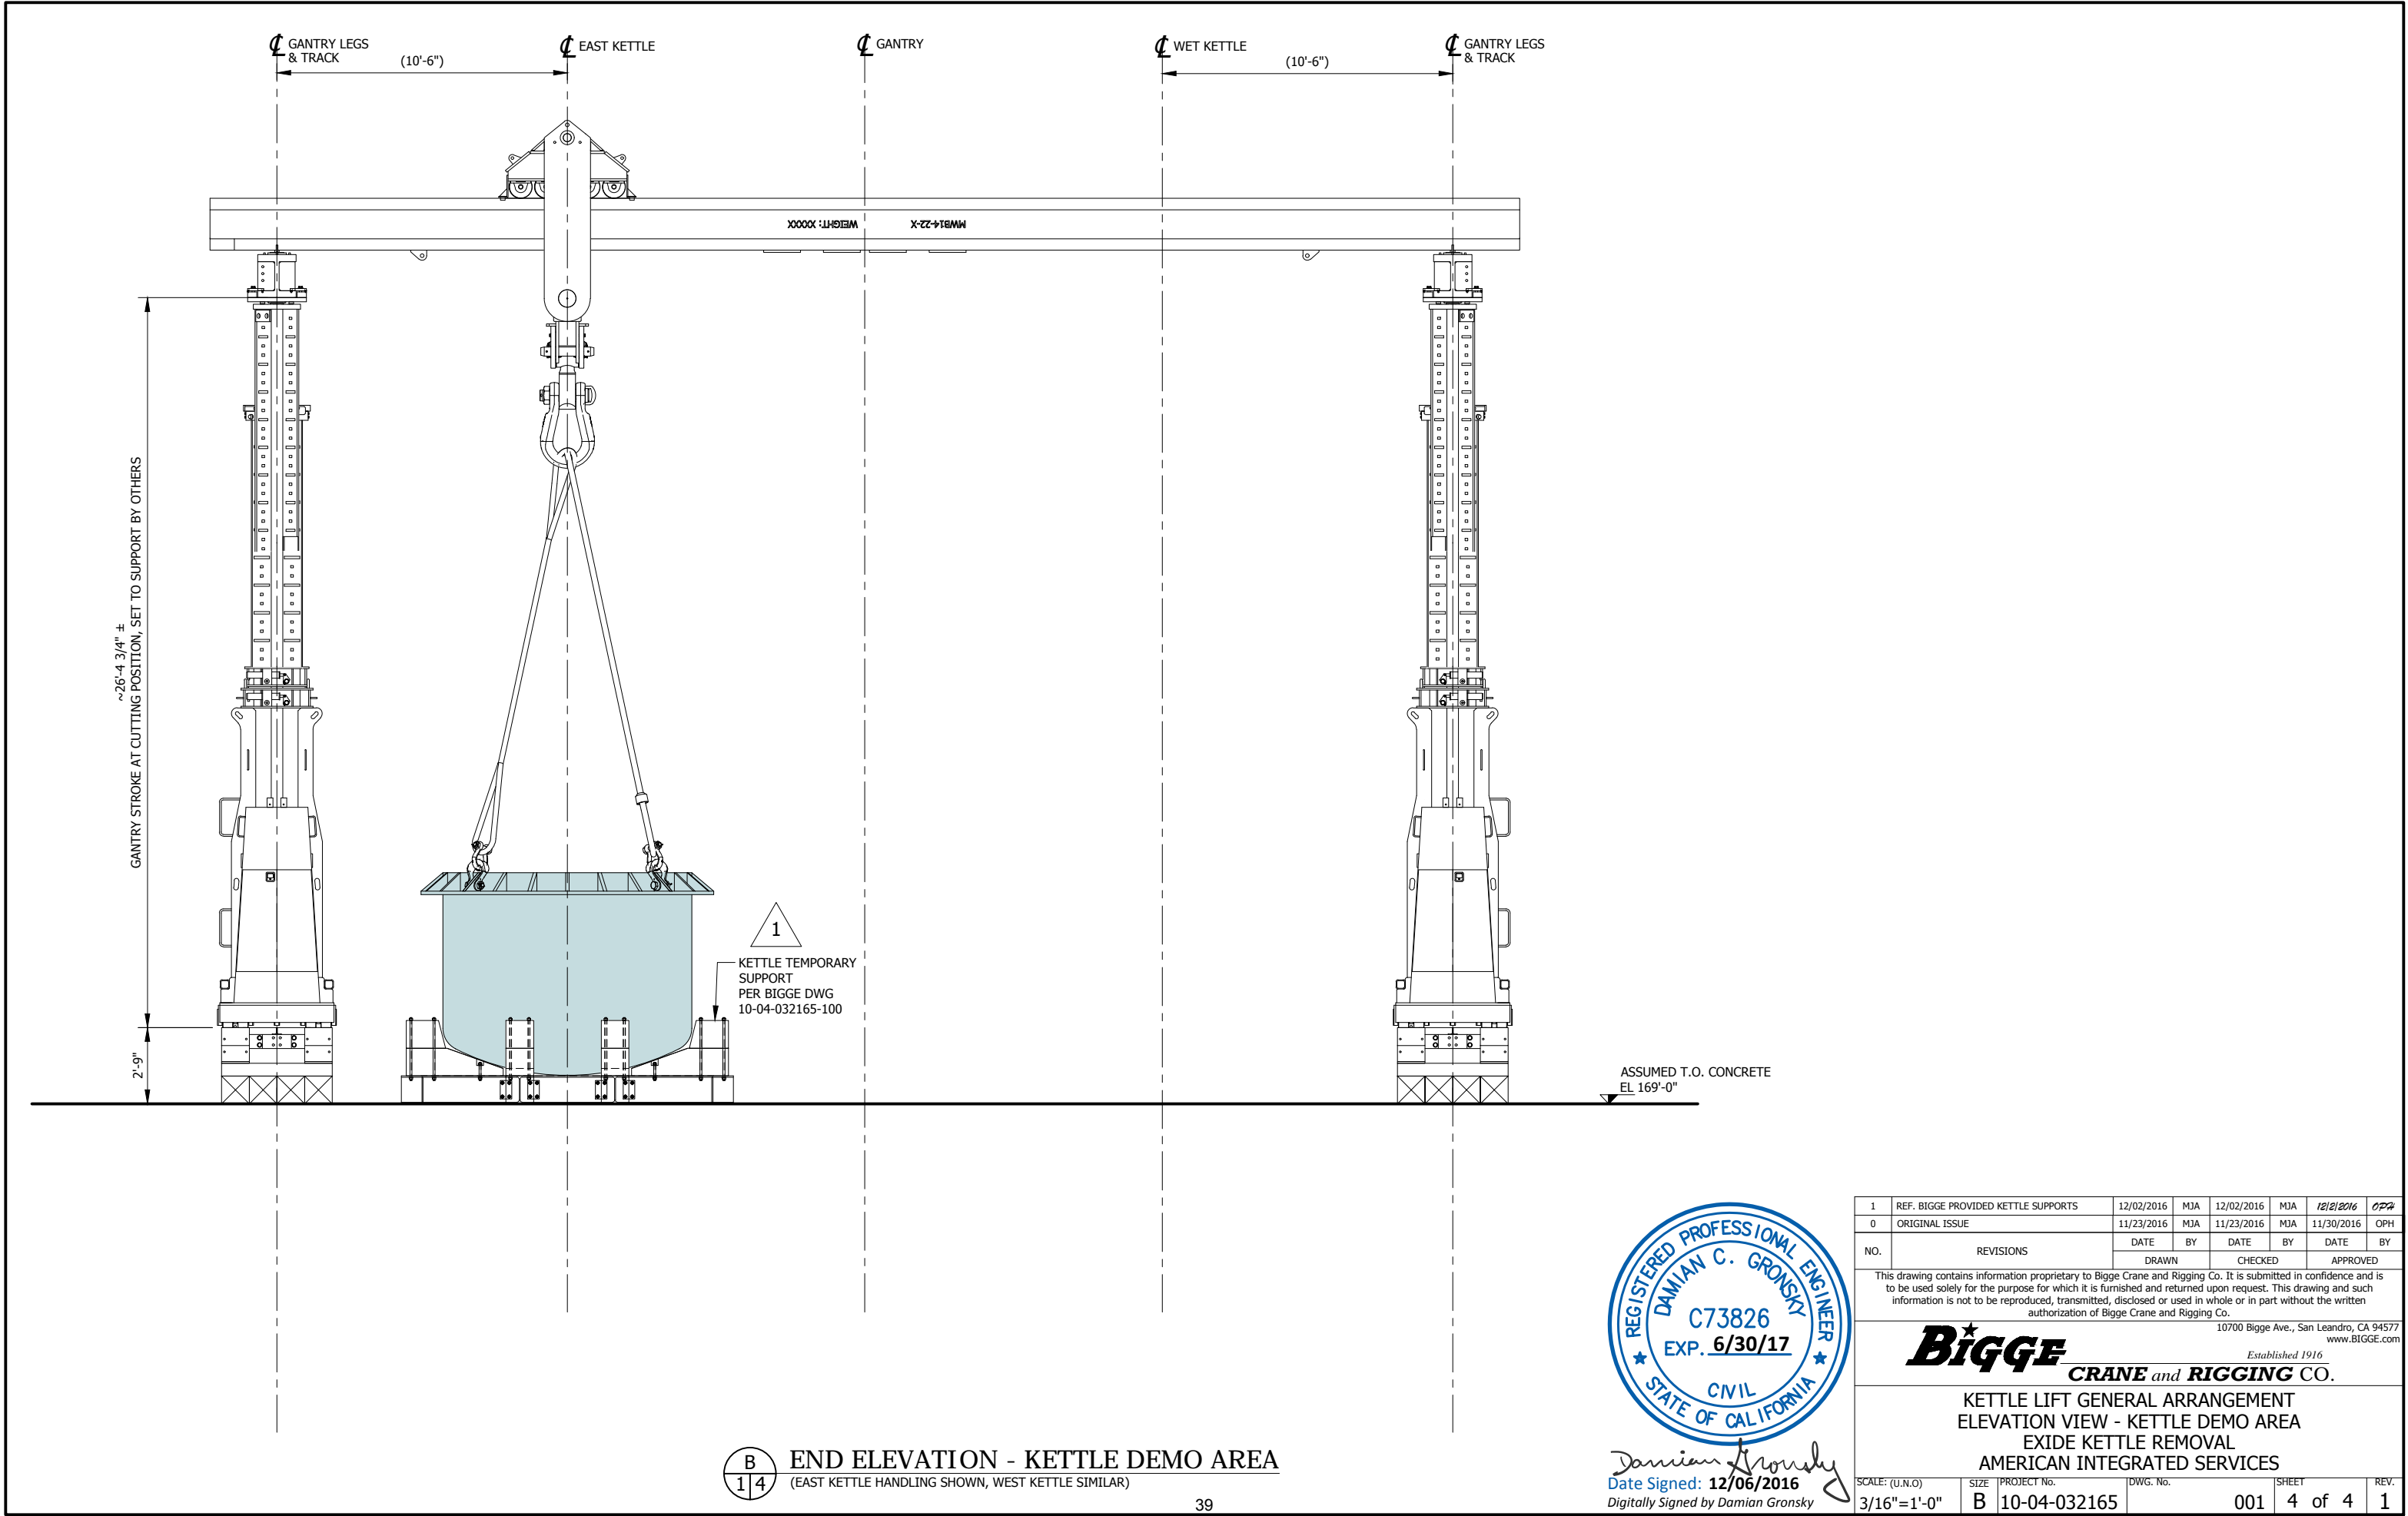 ℄ GANTRY LEGS
& TRACK
(10'-6")
℄ EAST KETTLE
℄ GANTRY
℄ WET KETTLE
(10'-6")
℄ GANTRY LEGS
& TRACK
WEIGHT: XXXXX
MWB14-22-X
~26'-4 3/4" ±
GANTRY STROKE AT CUTTING POSITION, SET TO SUPPORT BY OTHERS
2'-9"
1
KETTLE TEMPORARY
SUPPORT
PER BIGGE DWG
10-04-032165-100
ASSUMED T.O. CONCRETE
EL 169'-0"
B
1 4
END ELEVATION - KETTLE DEMO AREA
(EAST KETTLE HANDLING SHOWN, WEST KETTLE SIMILAR)
39
REGISTERED PROFESSIONAL ENGINEER
DAMIAN C. GRONSKY
C73826
EXP. 6/30/17
CIVIL
STATE OF CALIFORNIA
Damian Gronsky
Date Signed: 12/06/2016
Digitally Signed by Damian Gronsky
1 REF. BIGGE PROVIDED KETTLE SUPPORTS 12/02/2016 MJA 12/02/2016 MJA 12/2/2016 OPH
0 ORIGINAL ISSUE 11/23/2016 MJA 11/23/2016 MJA 11/30/2016 OPH
NO. REVISIONS DATE BY DATE BY DATE BY
DRAWN CHECKED APPROVED
This drawing contains information proprietary to Bigge Crane and Rigging Co. It is submitted in confidence and is
to be used solely for the purpose for which it is furnished and returned upon request. This drawing and such
information is not to be reproduced, transmitted, disclosed or used in whole or in part without the written
authorization of Bigge Crane and Rigging Co.
10700 Bigge Ave., San Leandro, CA 94577
www.BIGGE.com
BIGGE
Established 1916
CRANE and RIGGING CO.
KETTLE LIFT GENERAL ARRANGEMENT
ELEVATION VIEW - KETTLE DEMO AREA
EXIDE KETTLE REMOVAL
AMERICAN INTEGRATED SERVICES
SCALE: (U.N.O) SIZE PROJECT No. DWG. No. SHEET REV.
3/16"=1'-0" B 10-04-032165 001 4 of 4 1